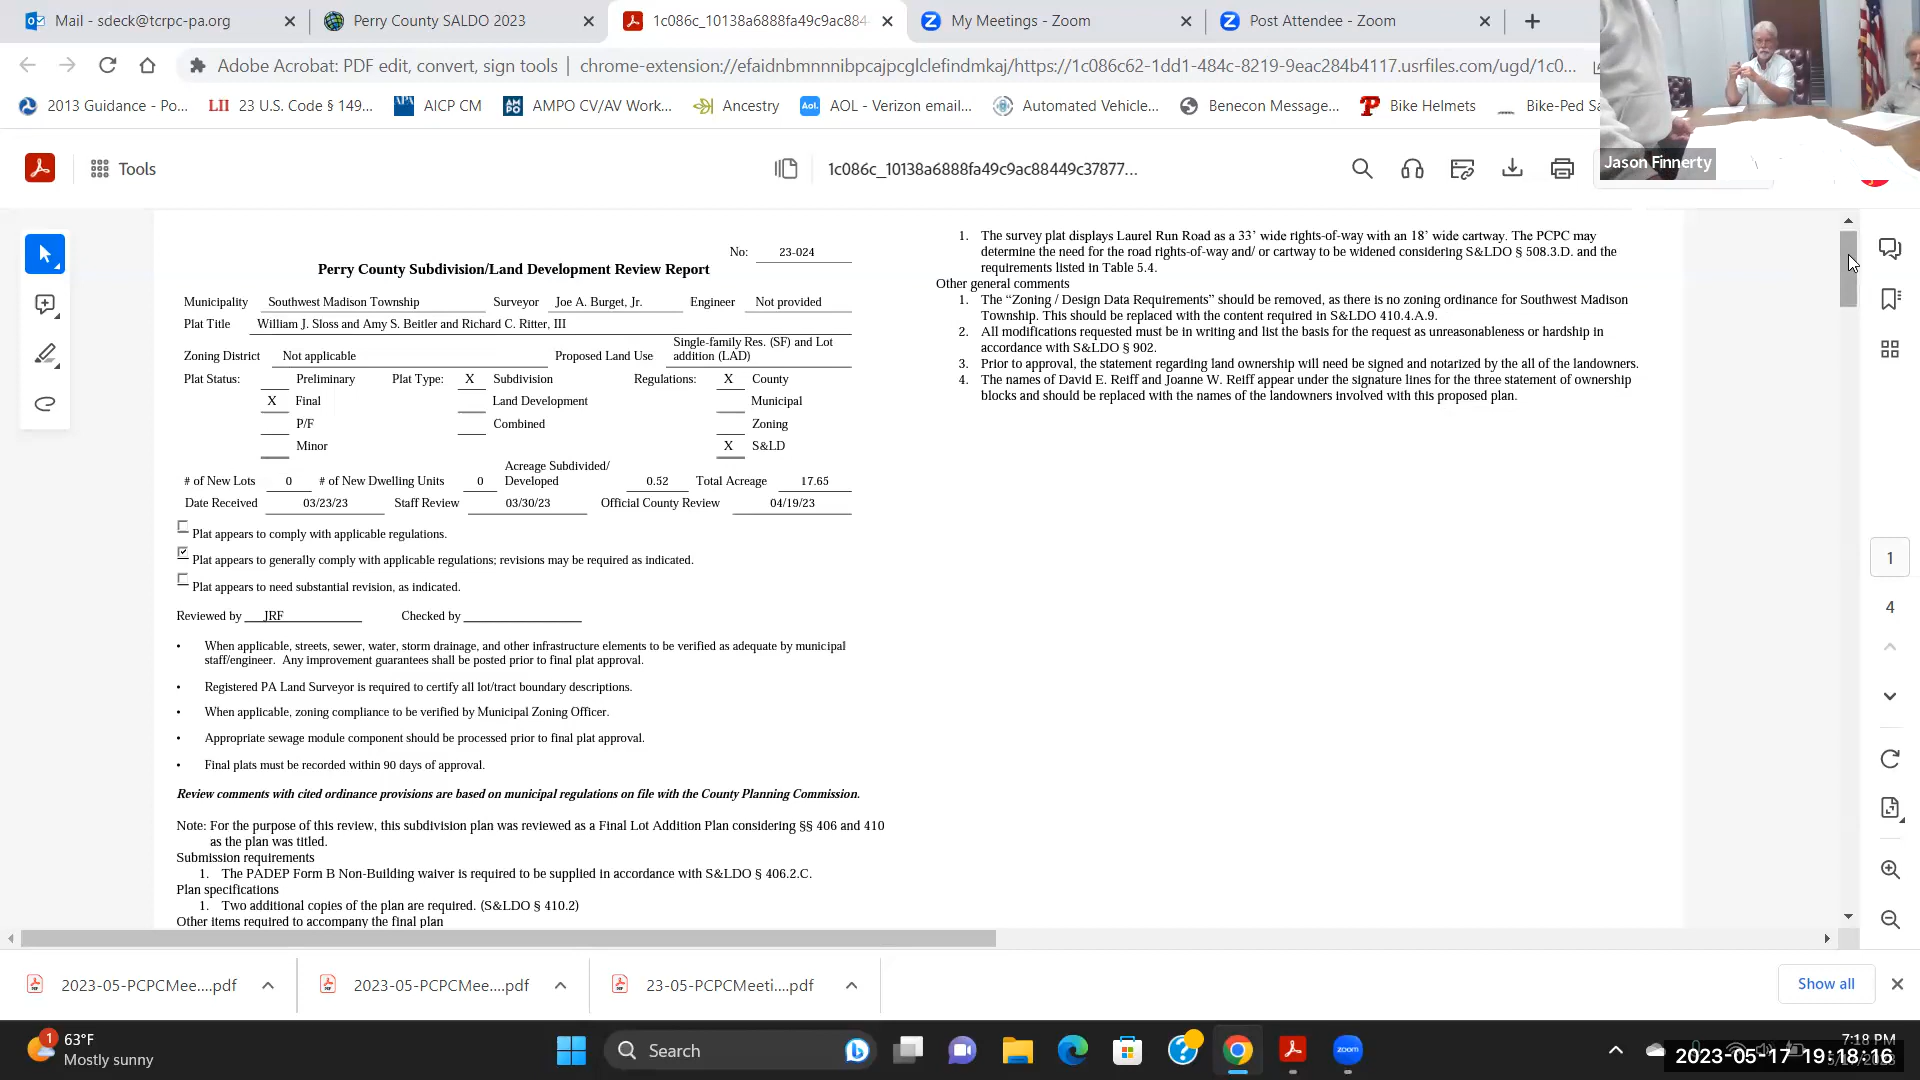 Mail - sdeck@tcrpc-pa.org
Perry County SALDO 2023
1c086c_10138a6888fa49c9ac884
My Meetings - Zoom
Post Attendee - Zoom
Adobe Acrobat: PDF edit, convert, sign tools
chrome-extension://efaidnbmnnnibpcajpcglclefindmkaj/https://1c086c62-1dd1-484c-8219-9eac284b4117.usrfiles.com/ugd/1c0...
2013 Guidance - Po...
LII 23 U.S. Code § 149...
AICP CM
AMPO CV/AV Work...
Ancestry
Aol. AOL - Verizon email...
Automated Vehicle...
Benecon Message...
Bike Helmets
Bike-Ped Sa
Jason Finnerty
Tools
1c086c_10138a6888fa49c9ac88449c37877...
No: 23-024
Perry County Subdivision/Land Development Review Report
Municipality Southwest Madison Township Surveyor Joe A. Burget, Jr. Engineer Not provided
Plat Title William J. Sloss and Amy S. Beitler and Richard C. Ritter, III
Zoning District Not applicable Proposed Land Use Single-family Res. (SF) and Lot
addition (LAD)
Plat Status: Preliminary Plat Type: X Subdivision Regulations: X County
X Final Land Development Municipal
P/F Combined Zoning
Minor X S&LD
# of New Lots 0 # of New Dwelling Units 0 Acreage Subdivided/
Developed 0.52 Total Acreage 17.65
Date Received 03/23/23 Staff Review 03/30/23 Official County Review 04/19/23
Plat appears to comply with applicable regulations.
Plat appears to generally comply with applicable regulations; revisions may be required as indicated.
Plat appears to need substantial revision, as indicated.
Reviewed by JRF Checked by
• When applicable, streets, sewer, water, storm drainage, and other infrastructure elements to be verified as adequate by municipal
staff/engineer. Any improvement guarantees shall be posted prior to final plat approval.
• Registered PA Land Surveyor is required to certify all lot/tract boundary descriptions.
• When applicable, zoning compliance to be verified by Municipal Zoning Officer.
• Appropriate sewage module component should be processed prior to final plat approval.
• Final plats must be recorded within 90 days of approval.
Review comments with cited ordinance provisions are based on municipal regulations on file with the County Planning Commission.
Note: For the purpose of this review, this subdivision plan was reviewed as a Final Lot Addition Plan considering §§ 406 and 410
as the plan was titled.
Submission requirements
1. The PADEP Form B Non-Building waiver is required to be supplied in accordance with S&LDO § 406.2.C.
Plan specifications
1. Two additional copies of the plan are required. (S&LDO § 410.2)
Other items required to accompany the final plan
1. The survey plat displays Laurel Run Road as a 33' wide rights-of-way with an 18' wide cartway. The PCPC may
determine the need for the road rights-of-way and/ or cartway to be widened considering S&LDO § 508.3.D. and the
requirements listed in Table 5.4.
Other general comments
1. The "Zoning / Design Data Requirements" should be removed, as there is no zoning ordinance for Southwest Madison
Township. This should be replaced with the content required in S&LDO 410.4.A.9.
2. All modifications requested must be in writing and list the basis for the request as unreasonableness or hardship in
accordance with S&LDO § 902.
3. Prior to approval, the statement regarding land ownership will need be signed and notarized by the all of the landowners.
4. The names of David E. Reiff and Joanne W. Reiff appear under the signature lines for the three statement of ownership
blocks and should be replaced with the names of the landowners involved with this proposed plan.
1
4
2023-05-PCPCMee....pdf
2023-05-PCPCMee....pdf
23-05-PCPCMeeti....pdf
Show all
1
63°F
Mostly sunny
Search
zoom
7:18 PM
2023-05-17 19:18:16